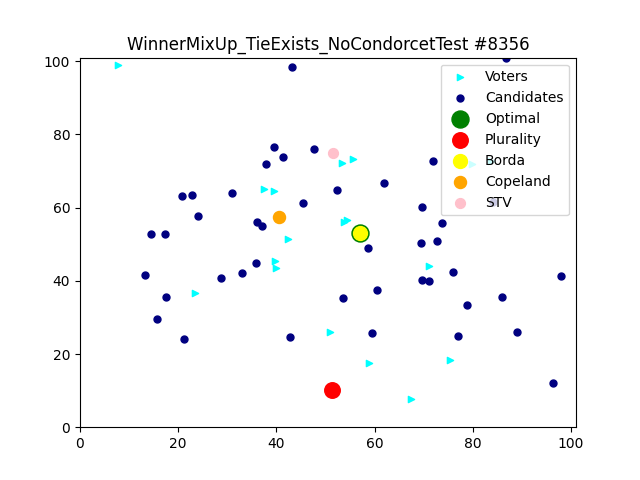 WinnerMixUp_TieExists_NoCondorcetTest #8356
100
80
60
40
20
0
0 20 40 60 80 100
Voters
Candidates
Optimal
Plurality
Borda
Copeland
STV